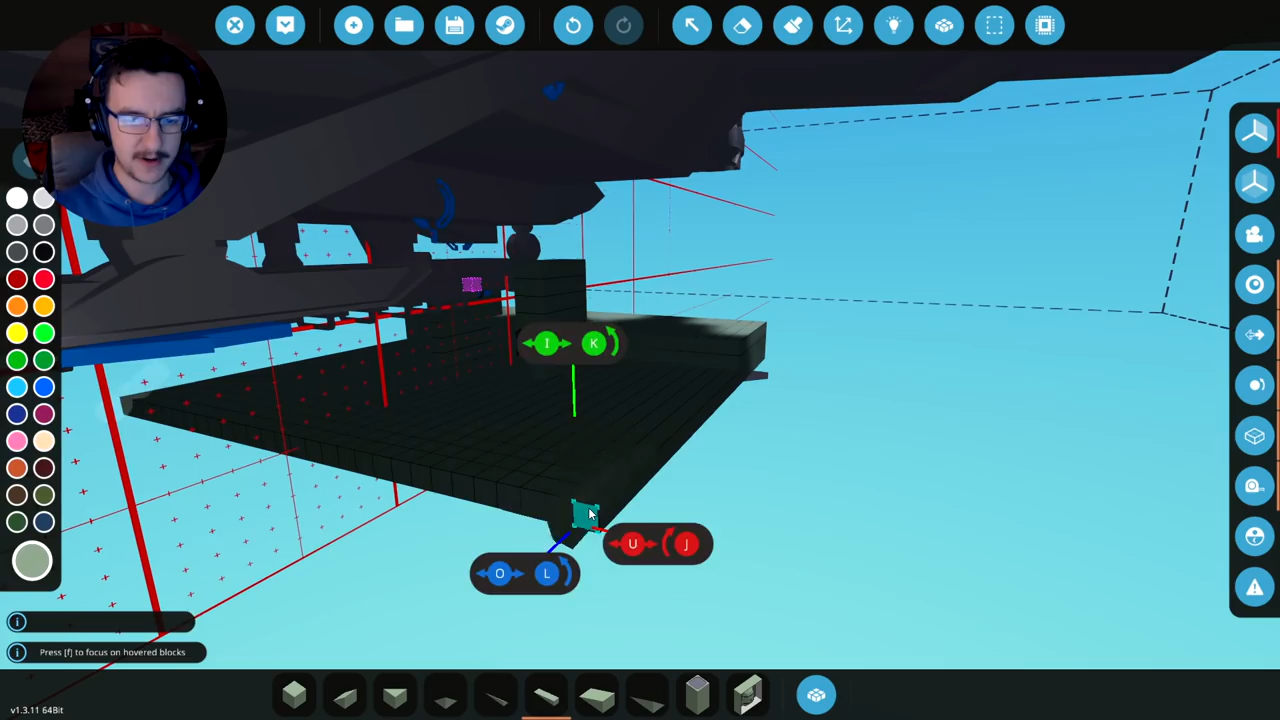 I K
U J
O L
Press [f] to focus on hovered blocks
v1.3.11 64Bit